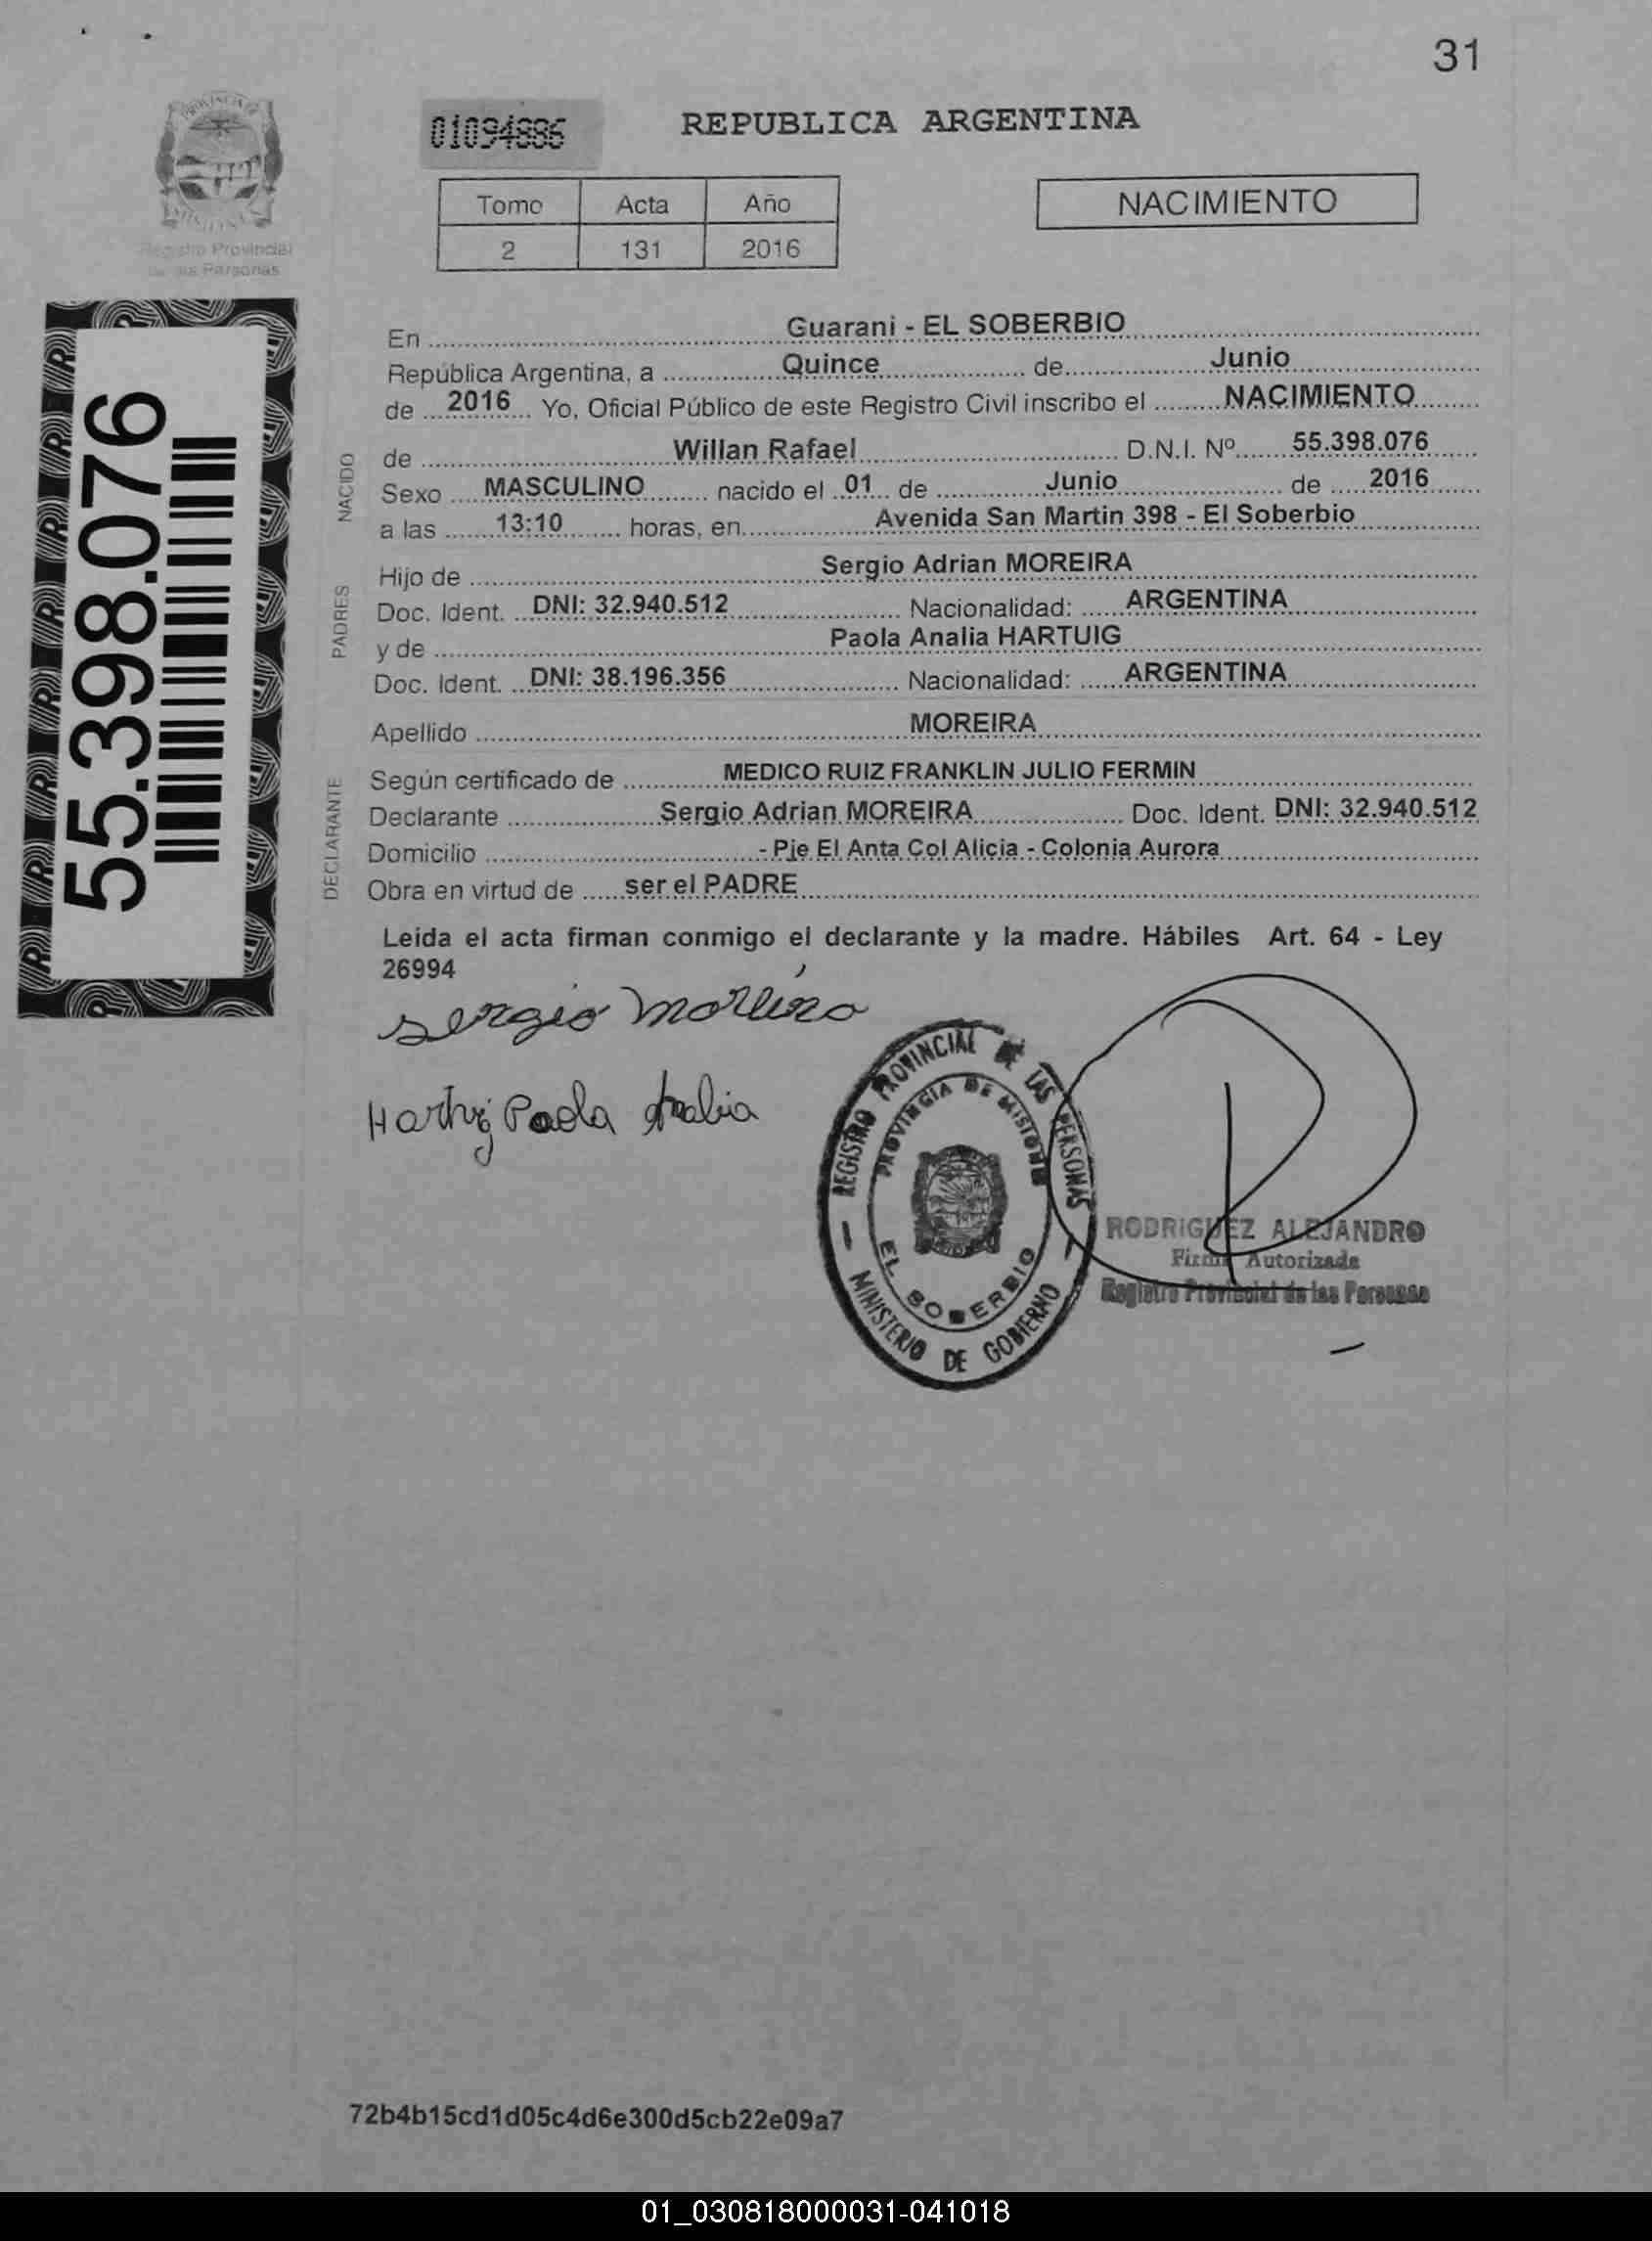 31
PROVINCIA DE
MISIONES
Registro Provincial
de las Personas
01094886
REPUBLICA ARGENTINA
Tomo Acta Año
2 131 2016
NACIMIENTO
55.398.076
En Guarani - EL SOBERBIO
República Argentina, a Quince de Junio
de 2016 Yo, Oficial Público de este Registro Civil inscribo el NACIMIENTO
NACIDO
de Willan Rafael D.N.I. Nº 55.398.076
Sexo MASCULINO nacido el 01 de Junio de 2016
a las 13:10 horas, en Avenida San Martin 398 - El Soberbio
PADRES
Hijo de Sergio Adrian MOREIRA
Doc. Ident. DNI: 32.940.512 Nacionalidad: ARGENTINA
y de Paola Analia HARTUIG
Doc. Ident. DNI: 38.196.356 Nacionalidad: ARGENTINA
Apellido MOREIRA
DECLARANTE
Según certificado de MEDICO RUIZ FRANKLIN JULIO FERMIN
Declarante Sergio Adrian MOREIRA Doc. Ident. DNI: 32.940.512
Domicilio - Pje El Anta Col Alicia - Colonia Aurora
Obra en virtud de ser el PADRE
Leida el acta firman conmigo el declarante y la madre. Hábiles Art. 64 - Ley
26994
sergio Moreira
Paola Analia
REGISTRO PROVINCIAL DE LAS PERSONAS
PROVINCIA DE MISIONES
EL SOBERBIO
MINISTERIO DE GOBIERNO
RODRIGUEZ ALEJANDRO
Firma Autorizada
Registro Provincial de las Personas
72b4b15cd1d05c4d6e300d5cb22e09a7
01_030818000031-041018